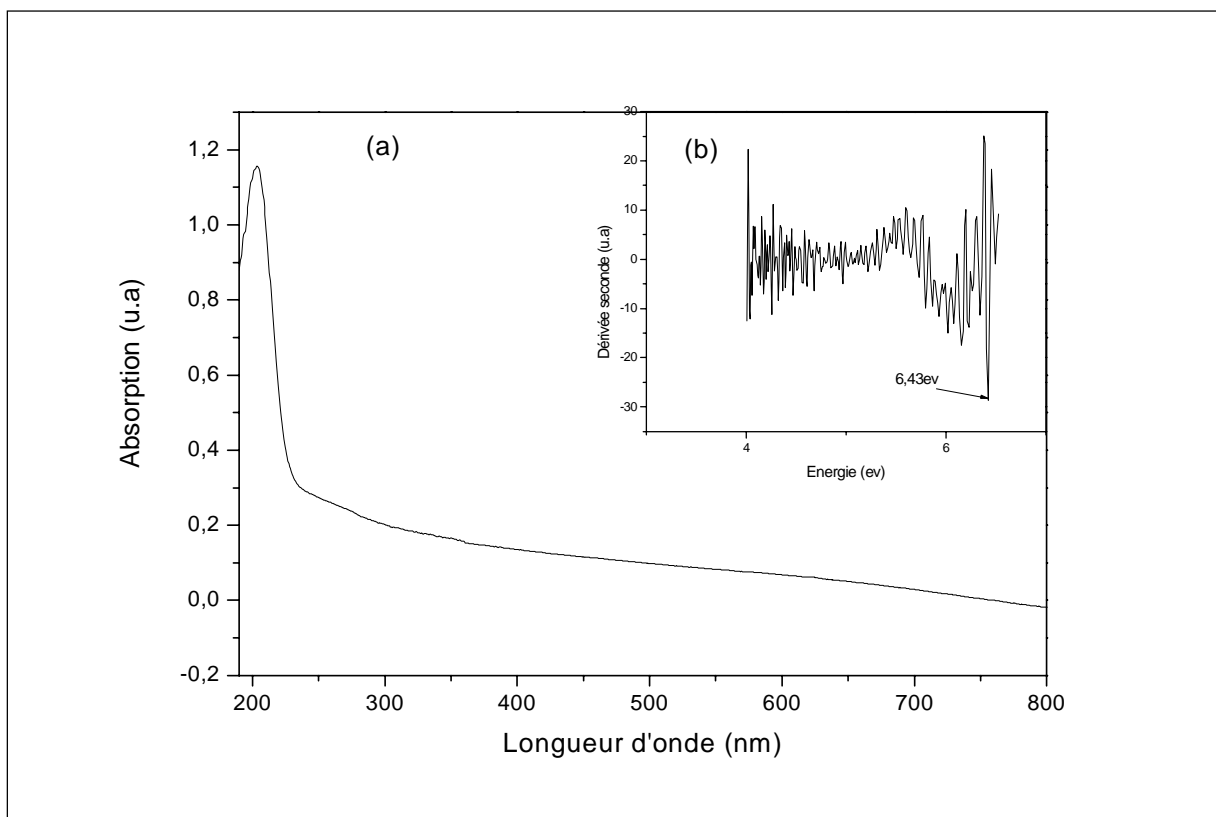 (a)
1,2
1,0
0,8
0,6
0,4
0,2
0,0
-0,2
Absorption (u.a)
200 300 400 500 600 700 800
Longueur d'onde (nm)
(b)
30
20
10
0
-10
-20
-30
Dérivée seconde (u.a)
6,43ev
4 6
Energie (ev)